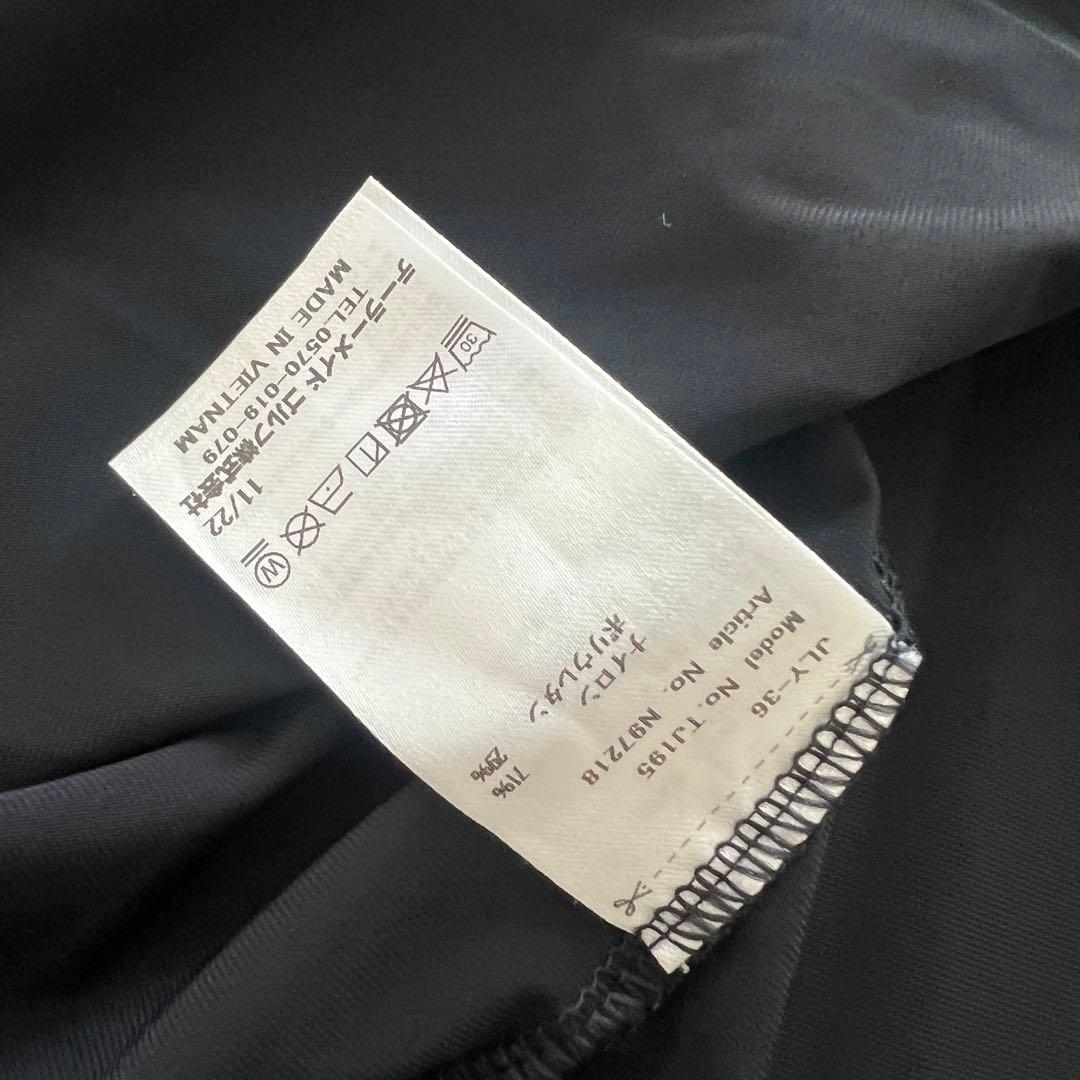 JLY-36
Model No.TJ195
Article No. N97218
ナイロン 71%
ポリウレタン 29%
30
W
11/22
テーラーメイド ゴルフ株式会社
TEL.0570-019-079
MADE IN VIETNAM